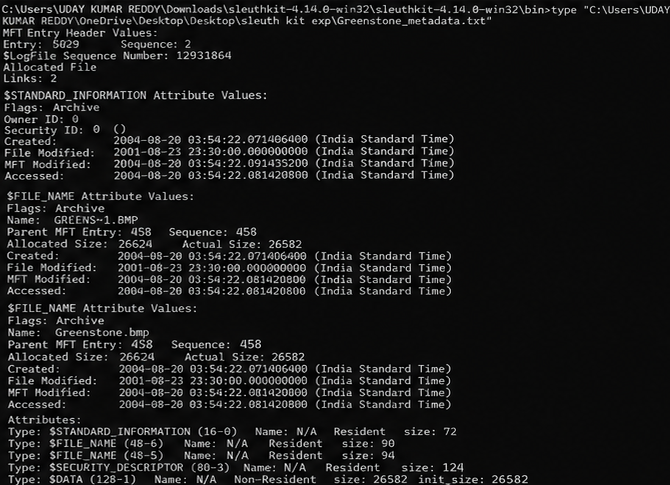 C:\Users\UDAY KUMAR REDDY\Downloads\sleuthkit-4.14.0-win32\sleuthkit-4.14.0-win32\bin>type "C:\Users\UDAY
KUMAR REDDY\OneDrive\Desktop\Desktop\sleuth kit exp\Greenstone_metadata.txt"
MFT Entry Header Values:
Entry: 5029 Sequence: 2
$LogFile Sequence Number: 12931864
Allocated File
Links: 2
$STANDARD_INFORMATION Attribute Values:
Flags: Archive
Owner ID: 0
Security ID: 0 ()
Created: 2004-08-20 03:54:22.071406400 (India Standard Time)
File Modified: 2001-08-23 23:30:00.000000000 (India Standard Time)
MFT Modified: 2004-08-20 03:54:22.091435200 (India Standard Time)
Accessed: 2004-08-20 03:54:22.071406400 (India Standard Time)
$FILE_NAME Attribute Values:
Flags: Archive
Name: GREENS~1.BMP
Parent MFT Entry: 458 Sequence: 458
Allocated Size: 26624 Actual Size: 26582
Created: 2004-08-20 03:54:22.071406400 (India Standard Time)
File Modified: 2001-08-23 23:30:00.000000000 (India Standard Time)
MFT Modified: 2004-08-20 03:54:22.081420800 (India Standard Time)
Accessed: 2004-08-20 03:54:22.081420800 (India Standard Time)
$FILE_NAME Attribute Values:
Flags: Archive
Name: Greenstone.bmp
Parent MFT Entry: 458 Sequence: 458
Allocated Size: 26624 Actual Size: 26582
Created: 2004-08-20 03:54:22.071406400 (India Standard Time)
File Modified: 2001-08-23 23:30:00.000000000 (India Standard Time)
MFT Modified: 2004-08-20 03:54:22.081420800 (India Standard Time)
Accessed: 2004-08-20 03:54:22.081420800 (India Standard Time)
Attributes:
Type: $STANDARD_INFORMATION (16-0) Name: N/A Resident size: 72
Type: $FILE_NAME (48-6) Name: N/A Resident size: 90
Type: $FILE_NAME (48-5) Name: N/A Resident size: 94
Type: $SECURITY_DESCRIPTOR (80-3) Name: N/A Resident size: 124
Type: $DATA (128-1) Name: N/A Non-Resident size: 26582 init_size: 26582